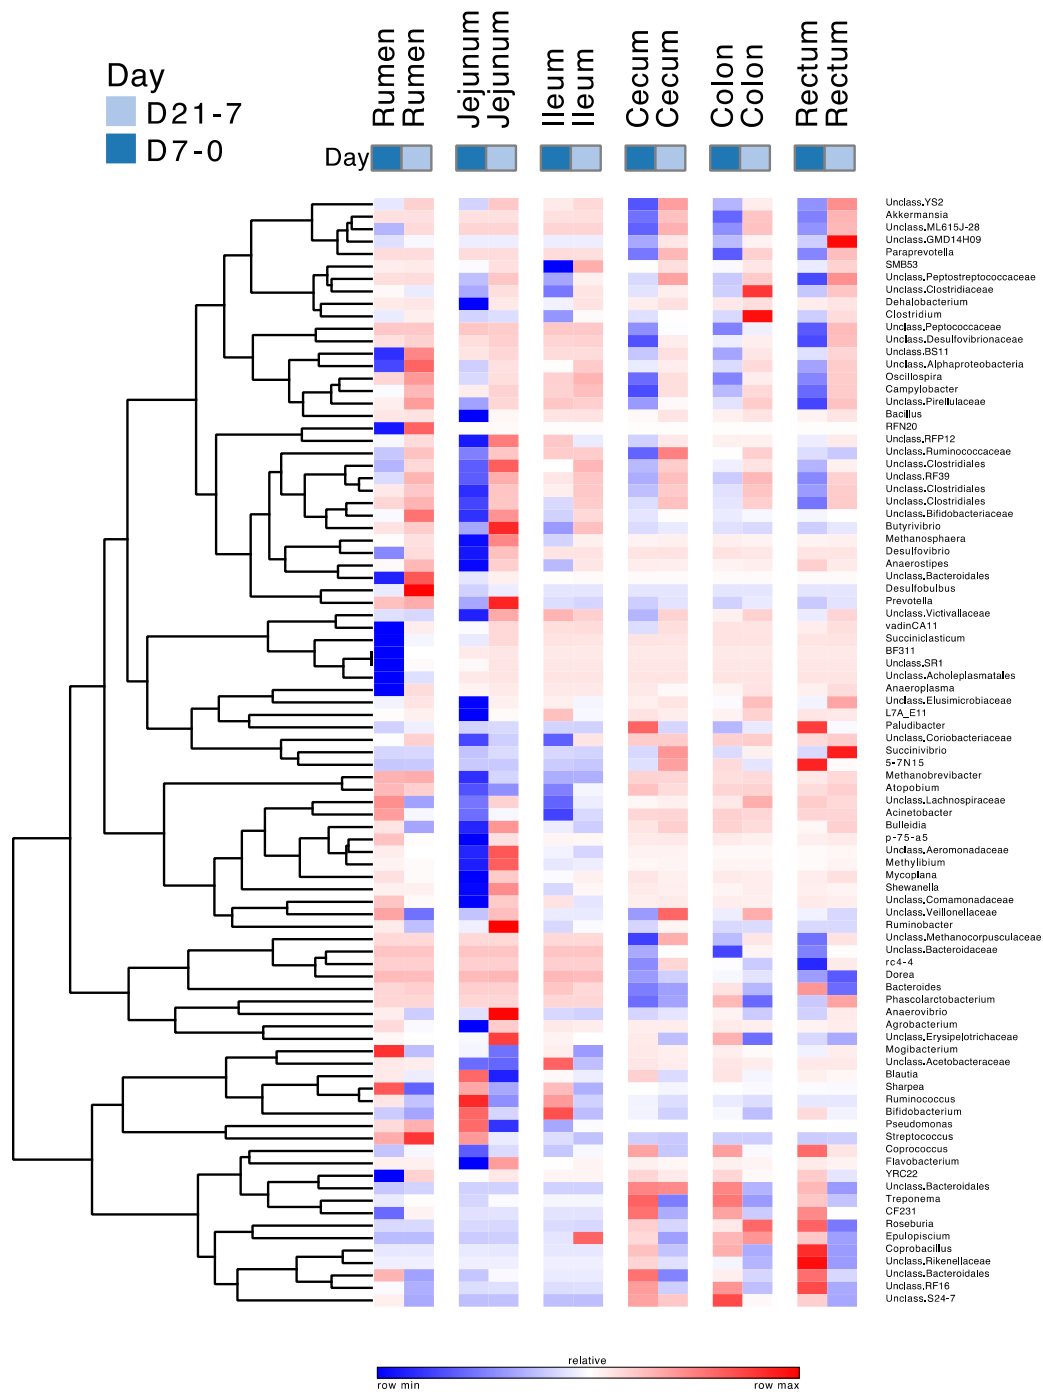 Day
D21-7
D7-0
Rumen
Rumen
Jejunum
Jejunum
Ileum
Ileum
Cecum
Cecum
Colon
Colon
Rectum
Rectum
Day
Unclass.YS2
Akkermansia
Unclass.ML615J-28
Unclass.GMD14H09
Paraprevotella
SMB53
Unclass.Peptostreptococcaceae
Unclass.Clostridiaceae
Dehalobacterium
Clostridium
Unclass.Peptococcaceae
Unclass.Desulfovibrionaceae
Unclass.BS11
Unclass.Alphaproteobacteria
Oscillospira
Campylobacter
Unclass.Pirellulaceae
Bacillus
RFN20
Unclass.RFP12
Unclass.Ruminococcaceae
Unclass.Clostridiales
Unclass.RF39
Unclass.Clostridiales
Unclass.Clostridiales
Unclass.Bifidobacteriaceae
Butyrivibrio
Methanosphaera
Desulfovibrio
Anaerostipes
Unclass.Bacteroidales
Desulfobulbus
Prevotella
Unclass.Victivallaceae
vadinCA11
Succiniclasticum
BF311
Unclass.SR1
Unclass.Acholeplasmatales
Anaeroplasma
Unclass.Elusimicrobiaceae
L7A_E11
Paludibacter
Unclass.Coriobacteriaceae
Succinivibrio
5-7N15
Methanobrevibacter
Atopobium
Unclass.Lachnospiraceae
Acinetobacter
Bulleidia
p-75-a5
Unclass.Aeromonadaceae
Methylibium
Mycoplana
Shewanella
Unclass.Comamonadaceae
Unclass.Veillonellaceae
Ruminobacter
Unclass.Methanocorpusculaceae
Unclass.Bacteroidaceae
rc4-4
Dorea
Bacteroides
Phascolarctobacterium
Anaerovibrio
Agrobacterium
Unclass.Erysipelotrichaceae
Mogibacterium
Unclass.Acetobacteraceae
Blautia
Sharpea
Ruminococcus
Bifidobacterium
Pseudomonas
Streptococcus
Coprococcus
Flavobacterium
YRC22
Unclass.Bacteroidales
Treponema
CF231
Roseburia
Epulopiscium
Coprobacillus
Unclass.Rikenellaceae
Unclass.Bacteroidales
Unclass.RF16
Unclass.S24-7
relative
row min
row max